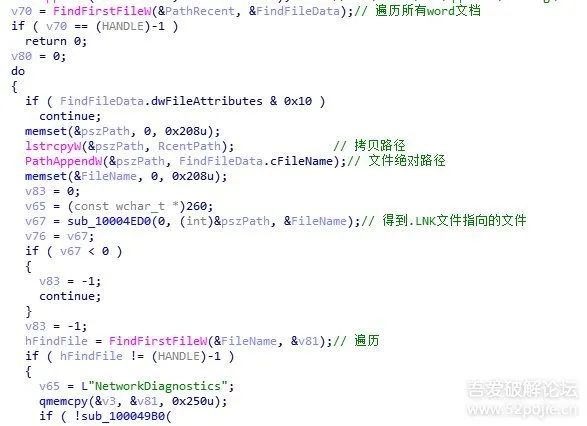 v70 = FindFirstFileW(&PathRecent, &FindFileData);// 遍历所有word文档
if ( v70 == (HANDLE)-1 )
return 0;
v80 = 0;
do
{
if ( FindFileData.dwFileAttributes & 0x10 )
continue;
memset(&pszPath, 0, 0x208u);
lstrcpyW(&pszPath, RcentPath); // 拷贝路径
PathAppendW(&pszPath, FindFileData.cFileName);// 文件绝对路径
memset(&FileName, 0, 0x208u);
v83 = 0;
v65 = (const wchar_t *)260;
v67 = sub_10004ED0(0, (int)&pszPath, &FileName);// 得到.LNK文件指向的文件
v76 = v67;
if ( v67 < 0 )
{
v83 = -1;
continue;
}
v83 = -1;
hFindFile = FindFirstFileW(&FileName, &v81);// 遍历
if ( hFindFile != (HANDLE)-1 )
{
v65 = L"NetworkDiagnostics";
qmemcpy(&v3, &v81, 0x250u);
if ( !sub_100049B0(
吾爱破解论坛
www.52pojie.cn